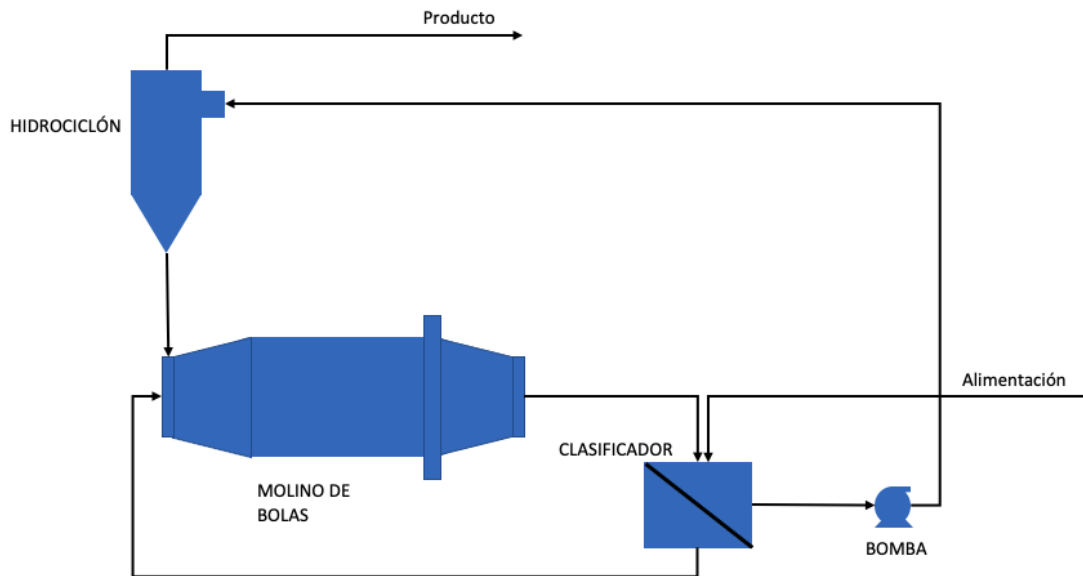 Producto
HIDROCICLÓN
Alimentación
CLASIFICADOR
MOLINO DE
BOLAS
BOMBA